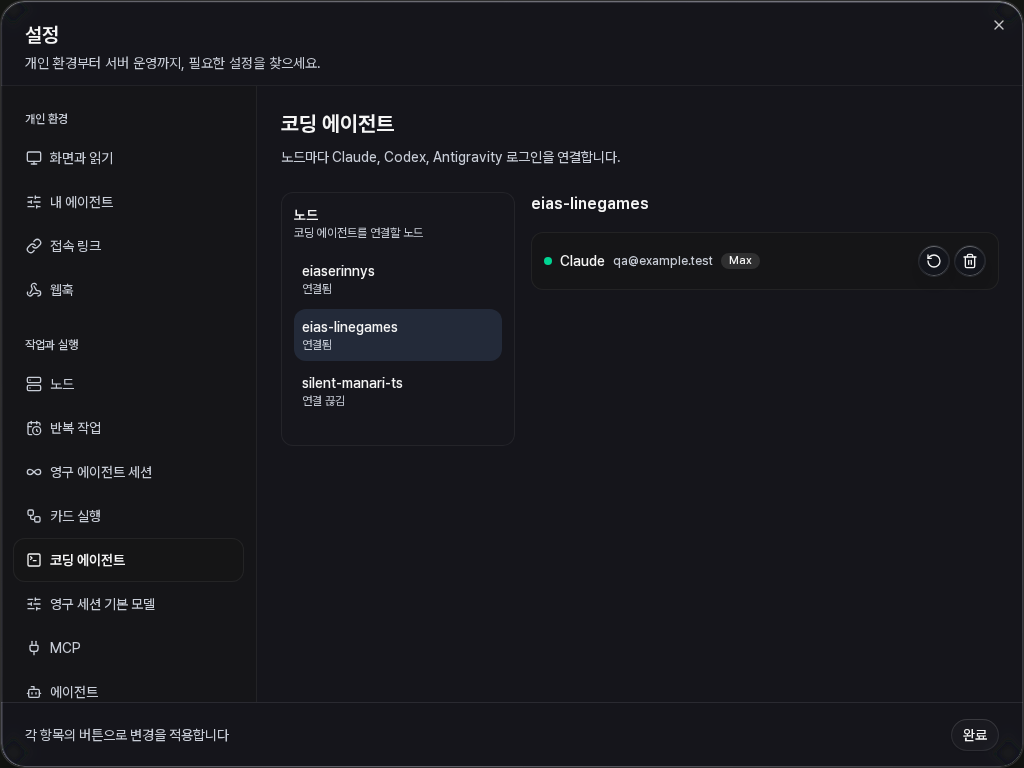 설정
개인 환경부터 서버 운영까지, 필요한 설정을 찾으세요.
개인 환경
화면과 읽기
내 에이전트
접속 링크
웹훅
작업과 실행
노드
반복 작업
영구 에이전트 세션
카드 실행
코딩 에이전트
영구 세션 기본 모델
MCP
에이전트
코딩 에이전트
노드마다 Claude, Codex, Antigravity 로그인을 연결합니다.
노드
코딩 에이전트를 연결할 노드
eiaserinnys
연결됨
eias-linegames
연결됨
silent-manari-ts
연결 끊김
eias-linegames
Claude qa@example.test Max
각 항목의 버튼으로 변경을 적용합니다
완료